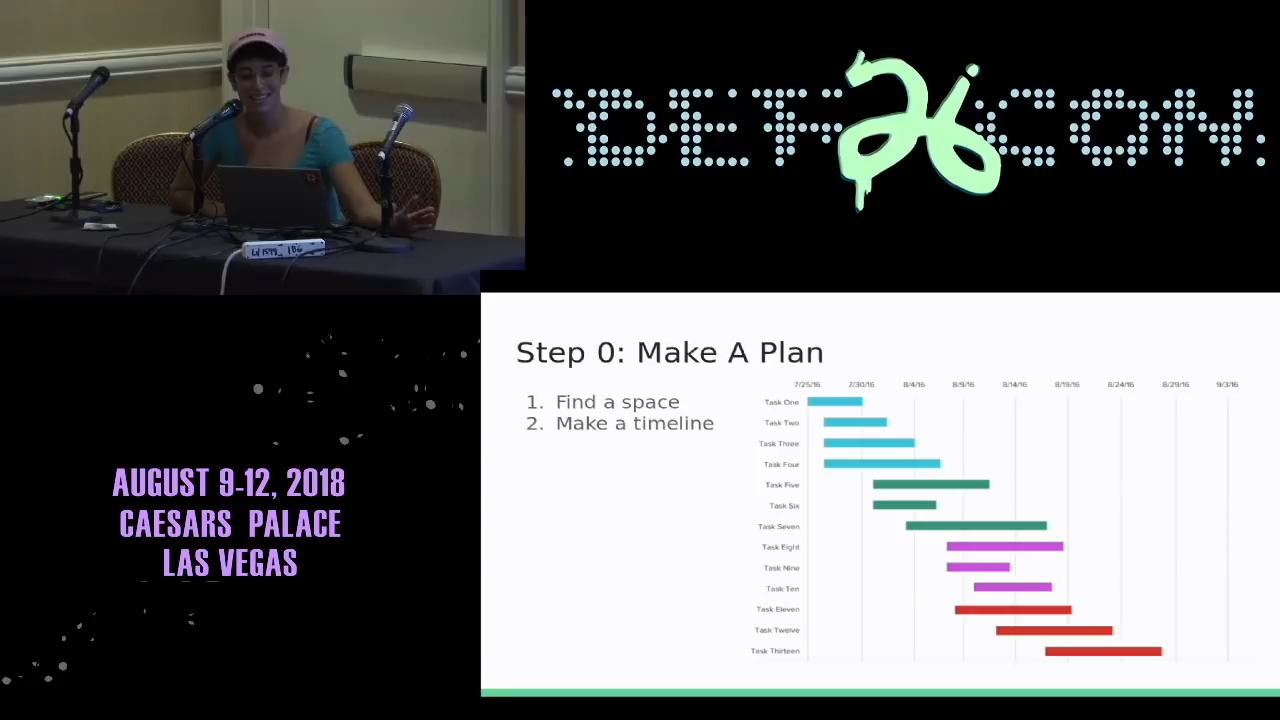 DEF CON
26
Step 0: Make A Plan
1. Find a space
2. Make a timeline
7/25/16 7/30/16 8/4/16 8/9/16 8/14/16 8/19/16 8/24/16 8/29/16 9/3/16
Task One
Task Two
Task Three
Task Four
Task Five
Task Six
Task Seven
Task Eight
Task Nine
Task Ten
Task Eleven
Task Twelve
Task Thirteen
AUGUST 9-12, 2018
CAESARS PALACE
LAS VEGAS